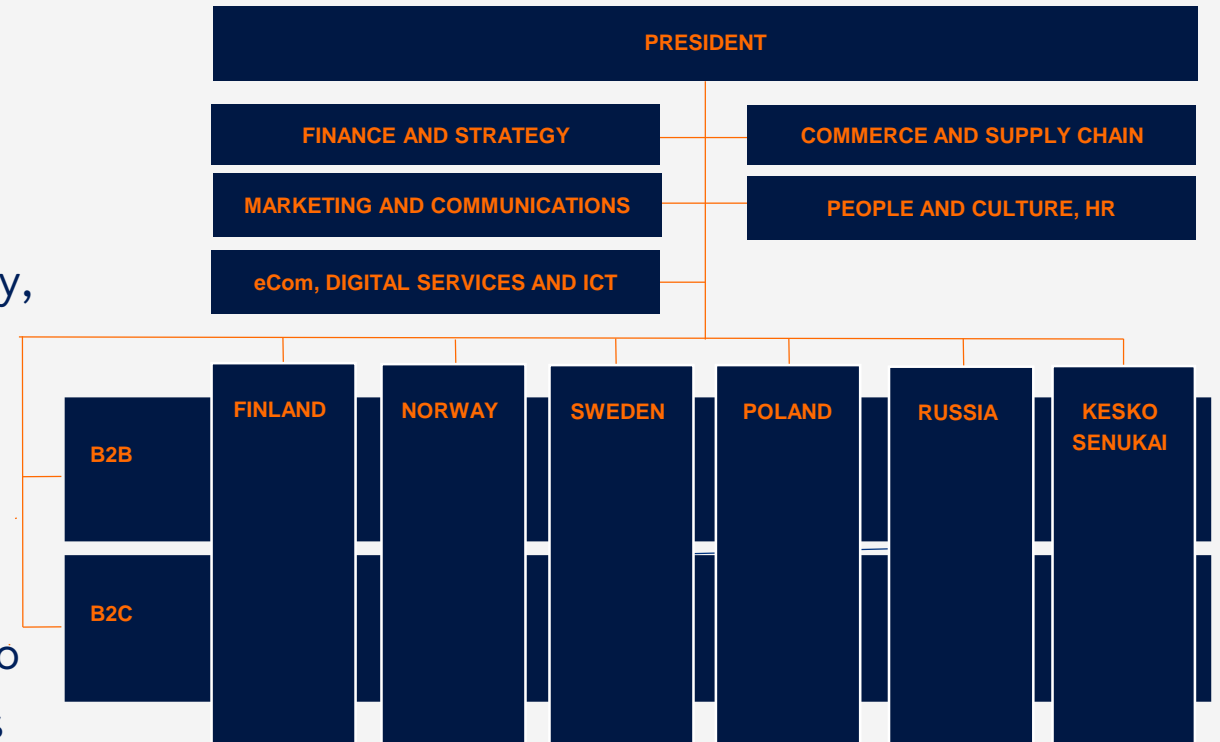 PRESIDENT
FINANCE AND STRATEGY
COMMERCE AND SUPPLY CHAIN
MARKETING AND COMMUNICATIONS
PEOPLE AND CULTURE, HR
eCom, DIGITAL SERVICES AND ICT
y,
FINLAND
NORWAY
SWEDEN
POLAND
RUSSIA
KESKO
SENUKAI
B2B
B2C
o
s